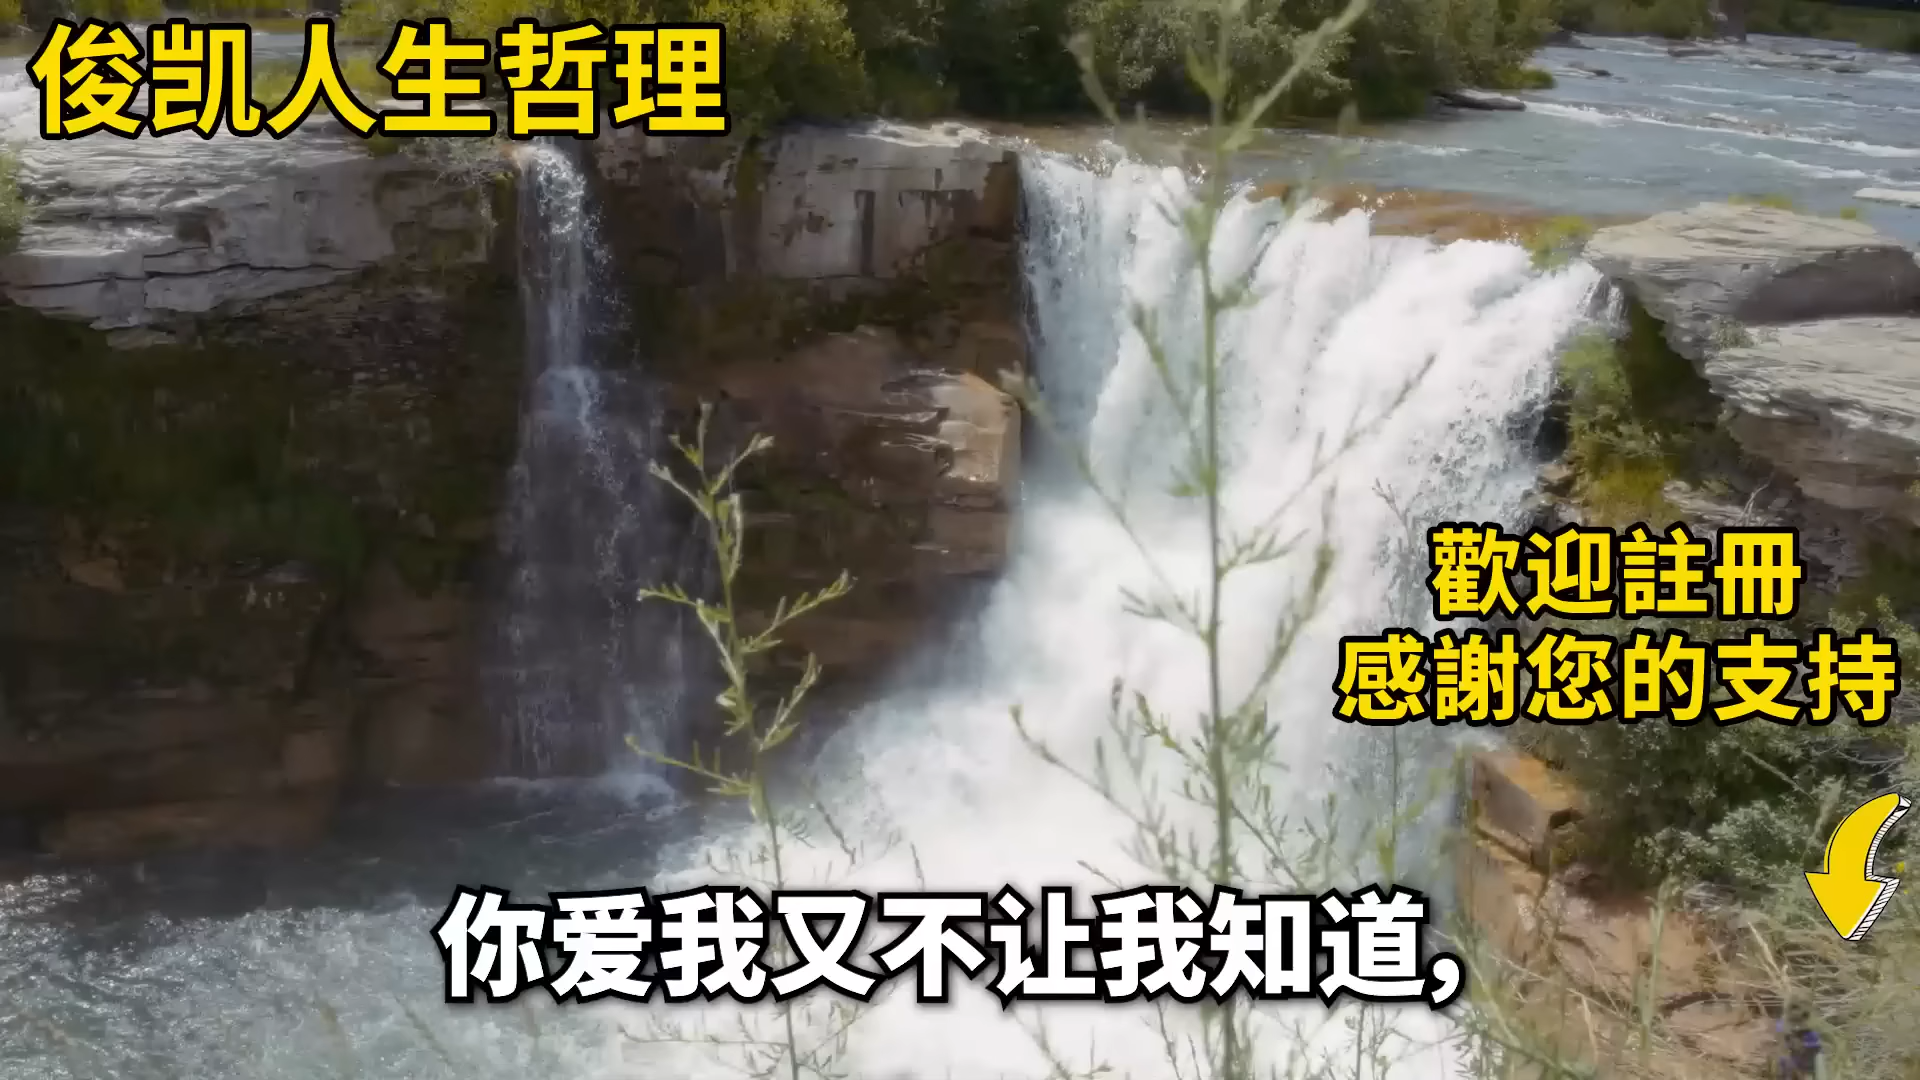 俊凯人生哲理
歡迎註冊
感謝您的支持
你爱我又不让我知道,